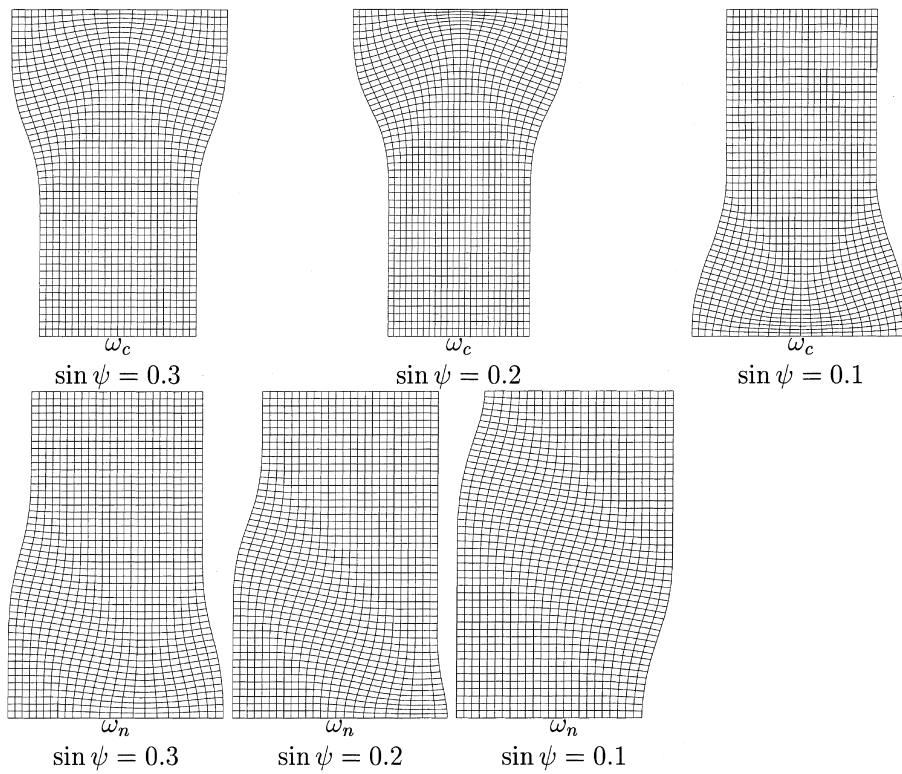 ω_c ω_c ω_c
sin ψ = 0.3 sin ψ = 0.2 sin ψ = 0.1
ω_n ω_n ω_n
sin ψ = 0.3 sin ψ = 0.2 sin ψ = 0.1